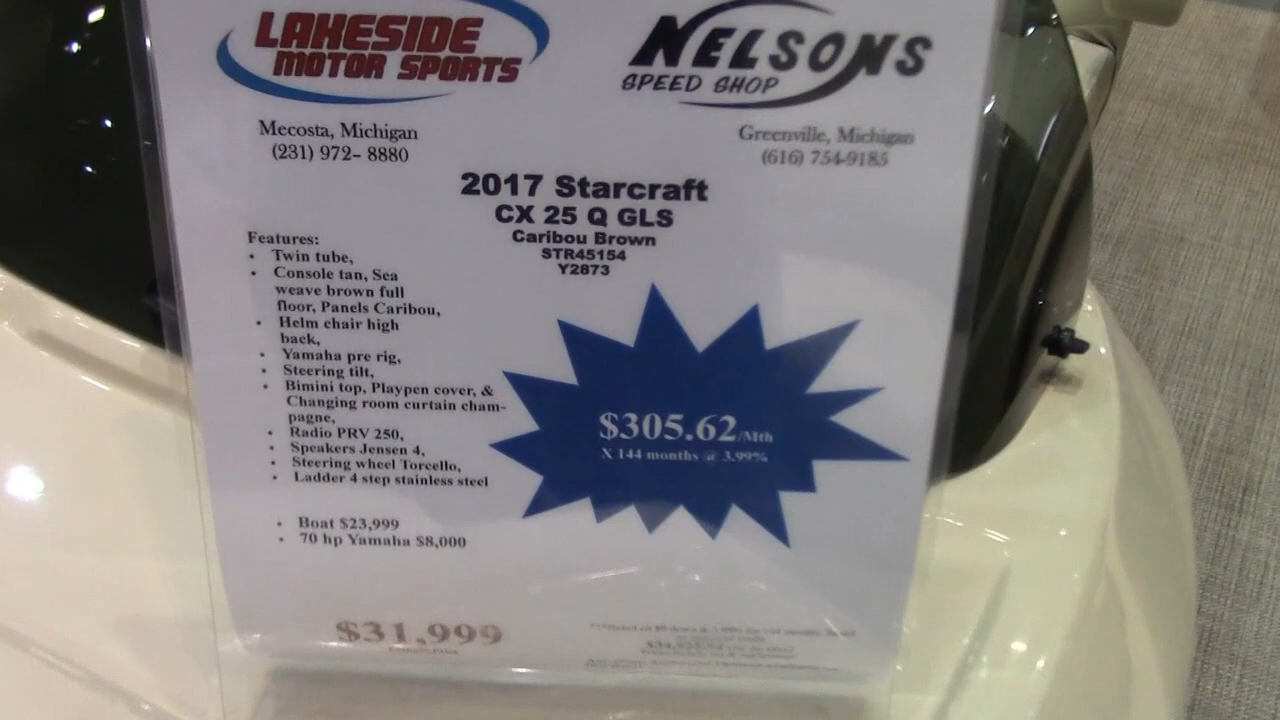 LAKESIDE
MOTOR SPORTS
Mecosta, Michigan
(231) 972- 8880
NELSONS
SPEED SHOP
Greenville, Michigan
(616) 754-9185
2017 Starcraft
CX 25 Q GLS
Caribou Brown
STR45154
Y2873
Features:
• Twin tube,
• Console tan, Sea
weave brown full
floor, Panels Caribou,
• Helm chair high
back,
• Yamaha pre rig,
• Steering tilt,
• Bimini top, Playpen cover, &
Changing room curtain cham-
pagne,
• Radio PRV 250,
• Speakers Jensen 4,
• Steering wheel Torcello,
• Ladder 4 step stainless steel
• Boat $23,999
• 70 hp Yamaha $8,000
$305.62/Mth
X 144 months @ 3.99%
$31,999